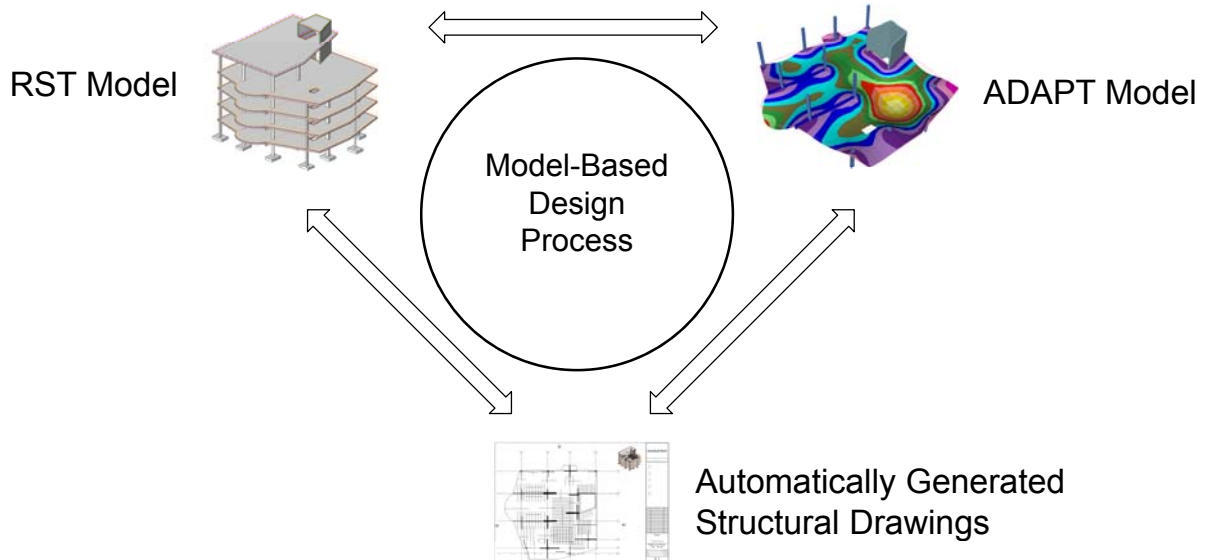 RST Model
ADAPT Model
Model-Based
Design
Process
Automatically Generated
Structural Drawings